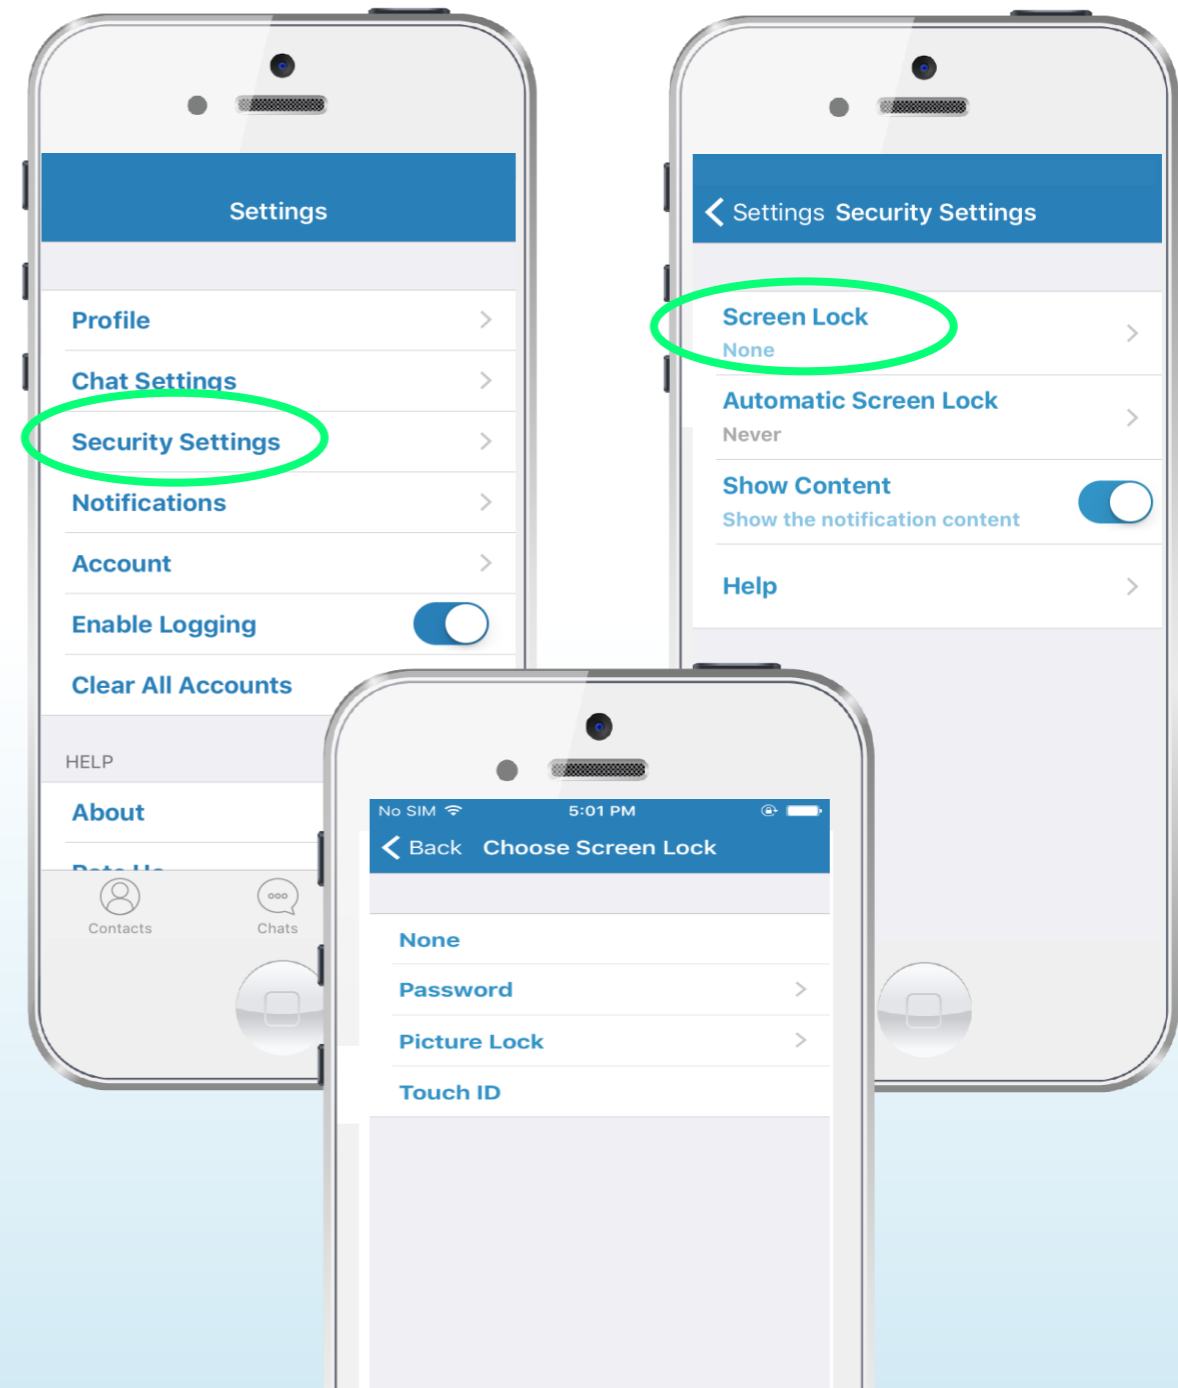 Settings
Profile
Chat Settings
Security Settings
Notifications
Account
Enable Logging
Clear All Accounts
HELP
About
Rate Us
Contacts
Chats
Settings Security Settings
Screen Lock
None
Automatic Screen Lock
Never
Show Content
Show the notification content
Help
No SIM 5:01 PM
Back Choose Screen Lock
None
Password
Picture Lock
Touch ID